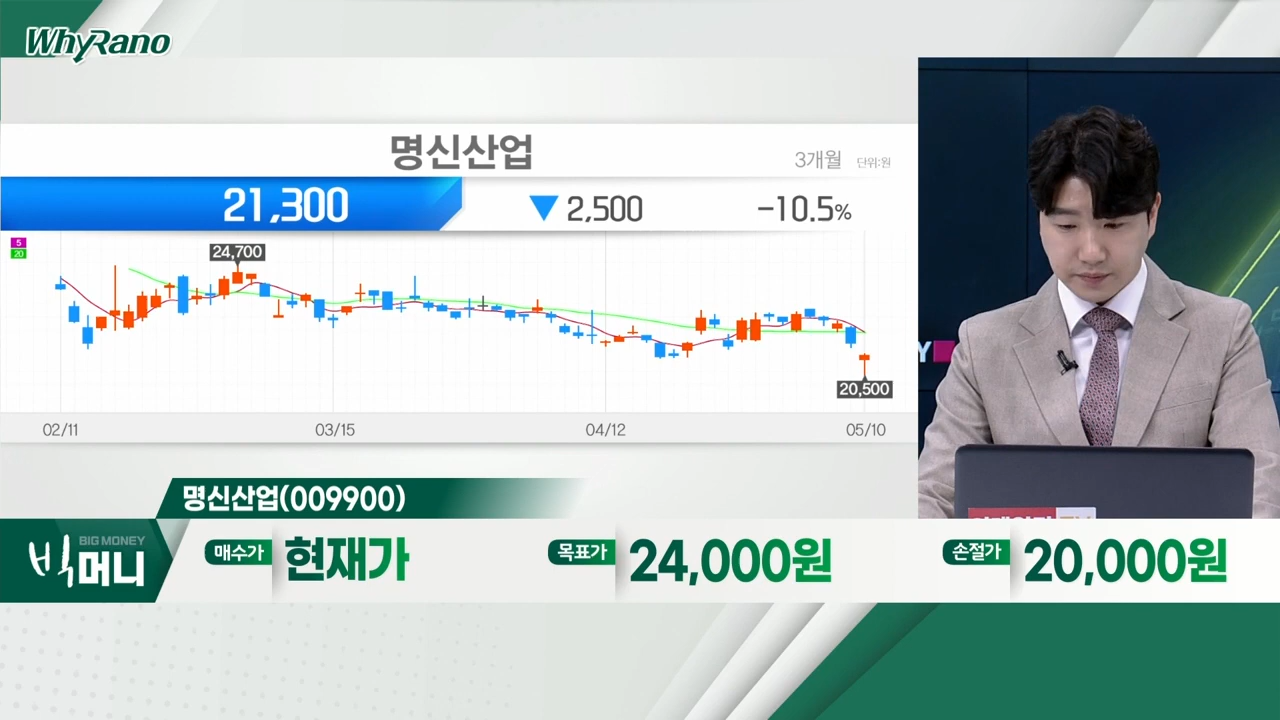 WhyRano
명신산업
3개월 단위:원
21,300 ▼ 2,500 -10.5%
5
20
24,700
20,500
02/11 03/15 04/12 05/10
Y
명신산업(009900)
BIG MONEY
빅머니
매수가 현재가 목표가 24,000원 손절가 20,000원